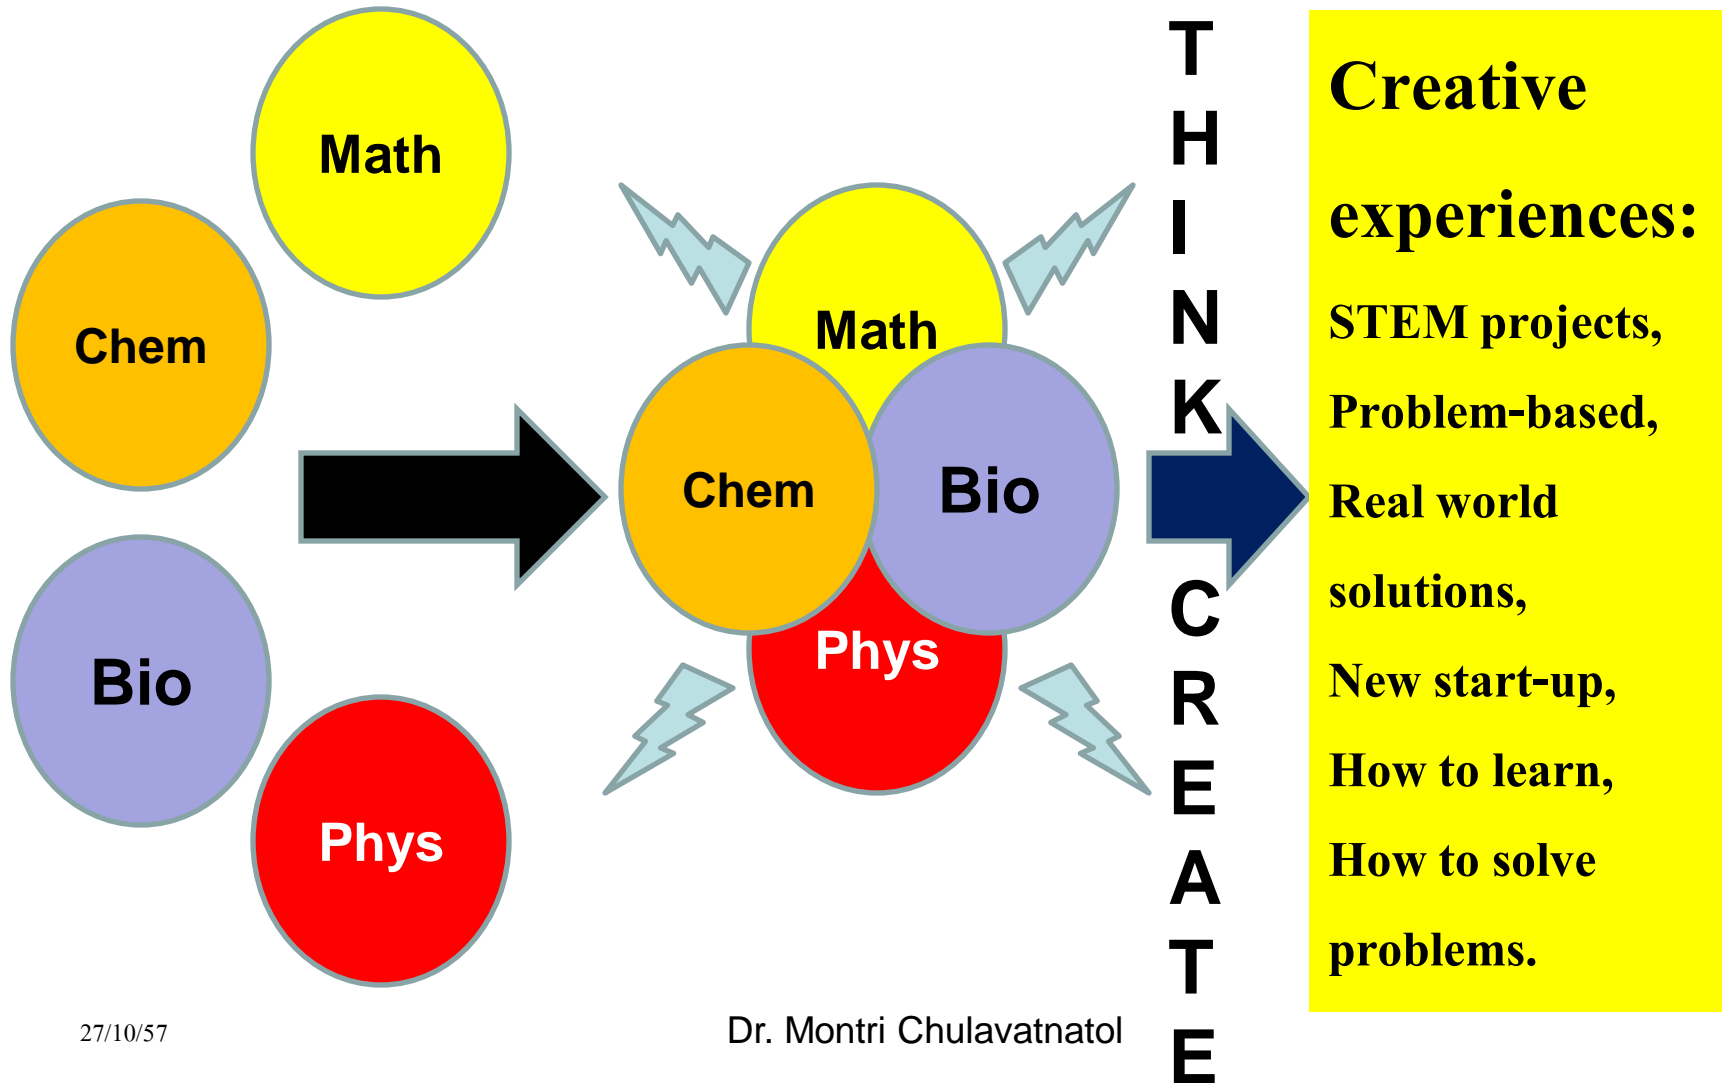 Math
Chem
Bio
Phys
Math
Chem
Bio
Phys
T
H
I
N
K
C
R
E
A
T
E
Creative
experiences:
STEM projects,
Problem-based,
Real world
solutions,
New start-up,
How to learn,
How to solve
problems.
27/10/57
Dr. Montri Chulavatnatol